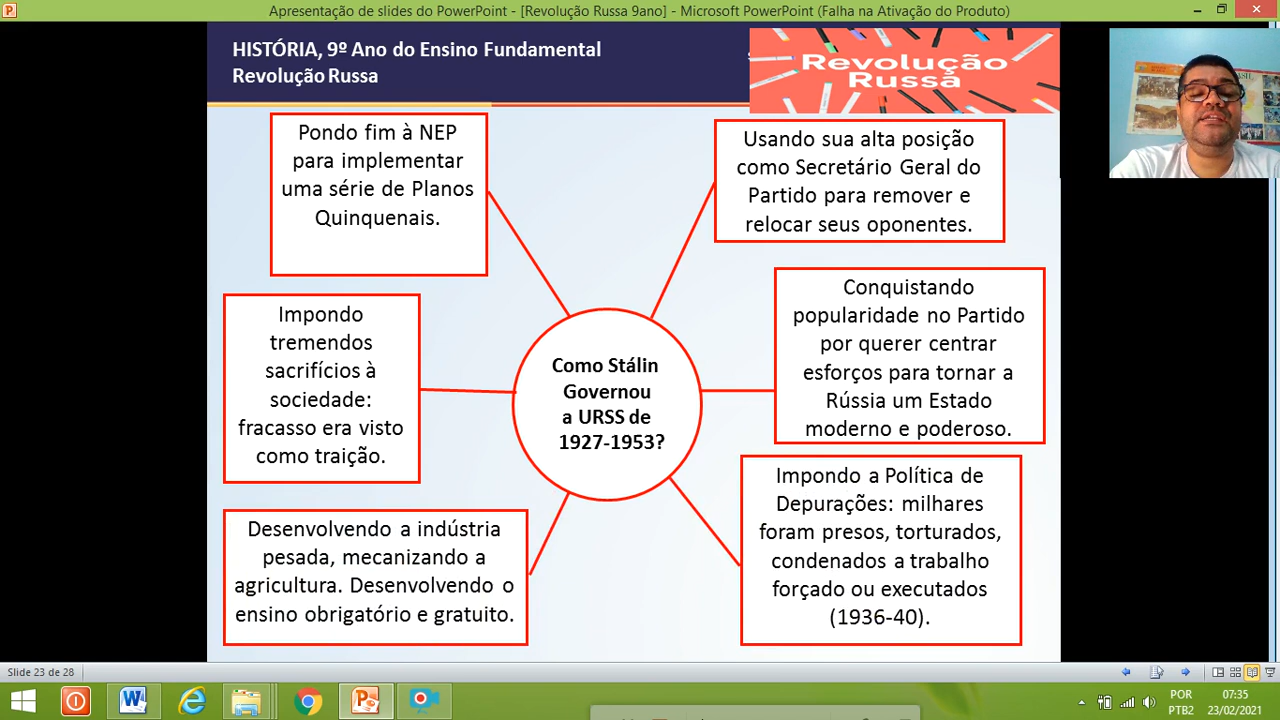 Apresentação de slides do PowerPoint - [Revolução Russa 9ano] - Microsoft PowerPoint (Falha na Ativação do Produto)
HISTÓRIA, 9º Ano do Ensino Fundamental
Revolução Russa
Revolução
Russa
Pondo fim à NEP
para implementar
uma série de Planos
Quinquenais.
Usando sua alta posição
como Secretário Geral do
Partido para remover e
relocar seus oponentes.
Impondo
tremendos
sacrifícios à
sociedade:
fracasso era visto
como traição.
Conquistando
popularidade no Partido
por querer centrar
esforços para tornar a
Rússia um Estado
moderno e poderoso.
Como Stálin
Governou
a URSS de
1927-1953?
Desenvolvendo a indústria
pesada, mecanizando a
agricultura. Desenvolvendo o
ensino obrigatório e gratuito.
Impondo a Política de
Depurações: milhares
foram presos, torturados,
condenados a trabalho
forçado ou executados
(1936-40).
Slide 23 de 28
POR
PTB2
07:35
23/02/2021